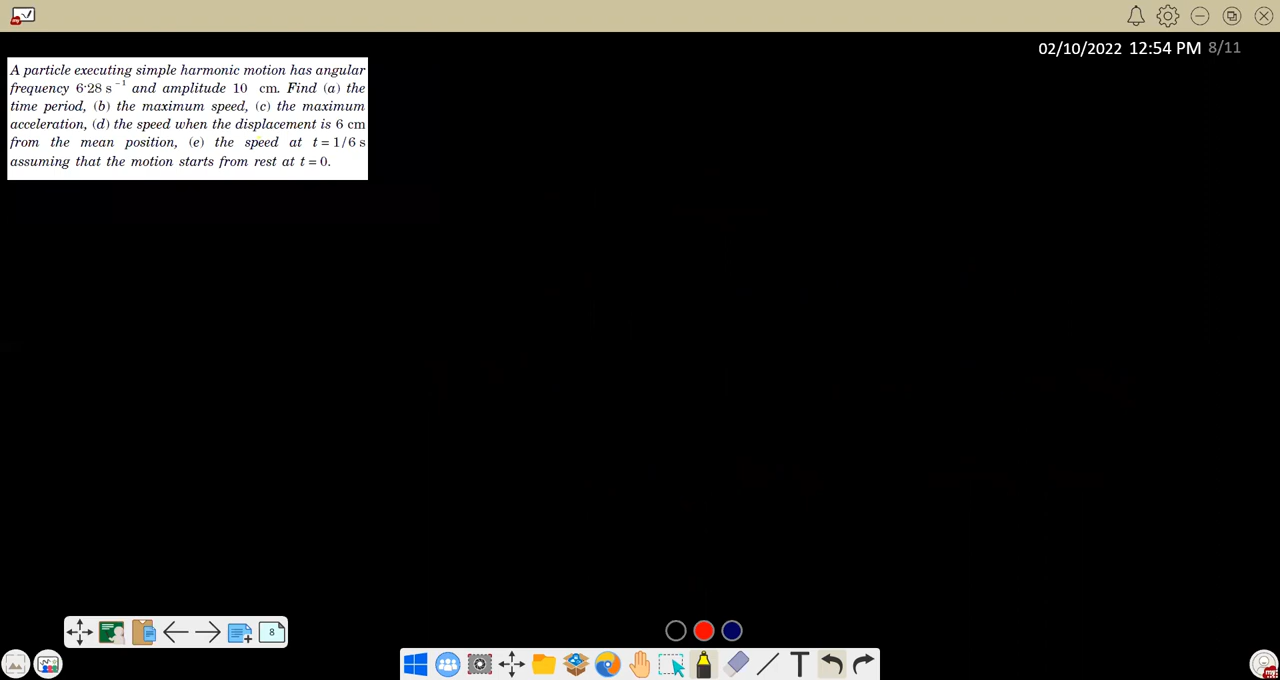 02/10/2022 12:54 PM 8/11
A particle executing simple harmonic motion has angular
frequency 6·28 s⁻¹ and amplitude 10 cm. Find (a) the
time period, (b) the maximum speed, (c) the maximum
acceleration, (d) the speed when the displacement is 6 cm
from the mean position, (e) the speed at t = 1/6 s
assuming that the motion starts from rest at t = 0.
8